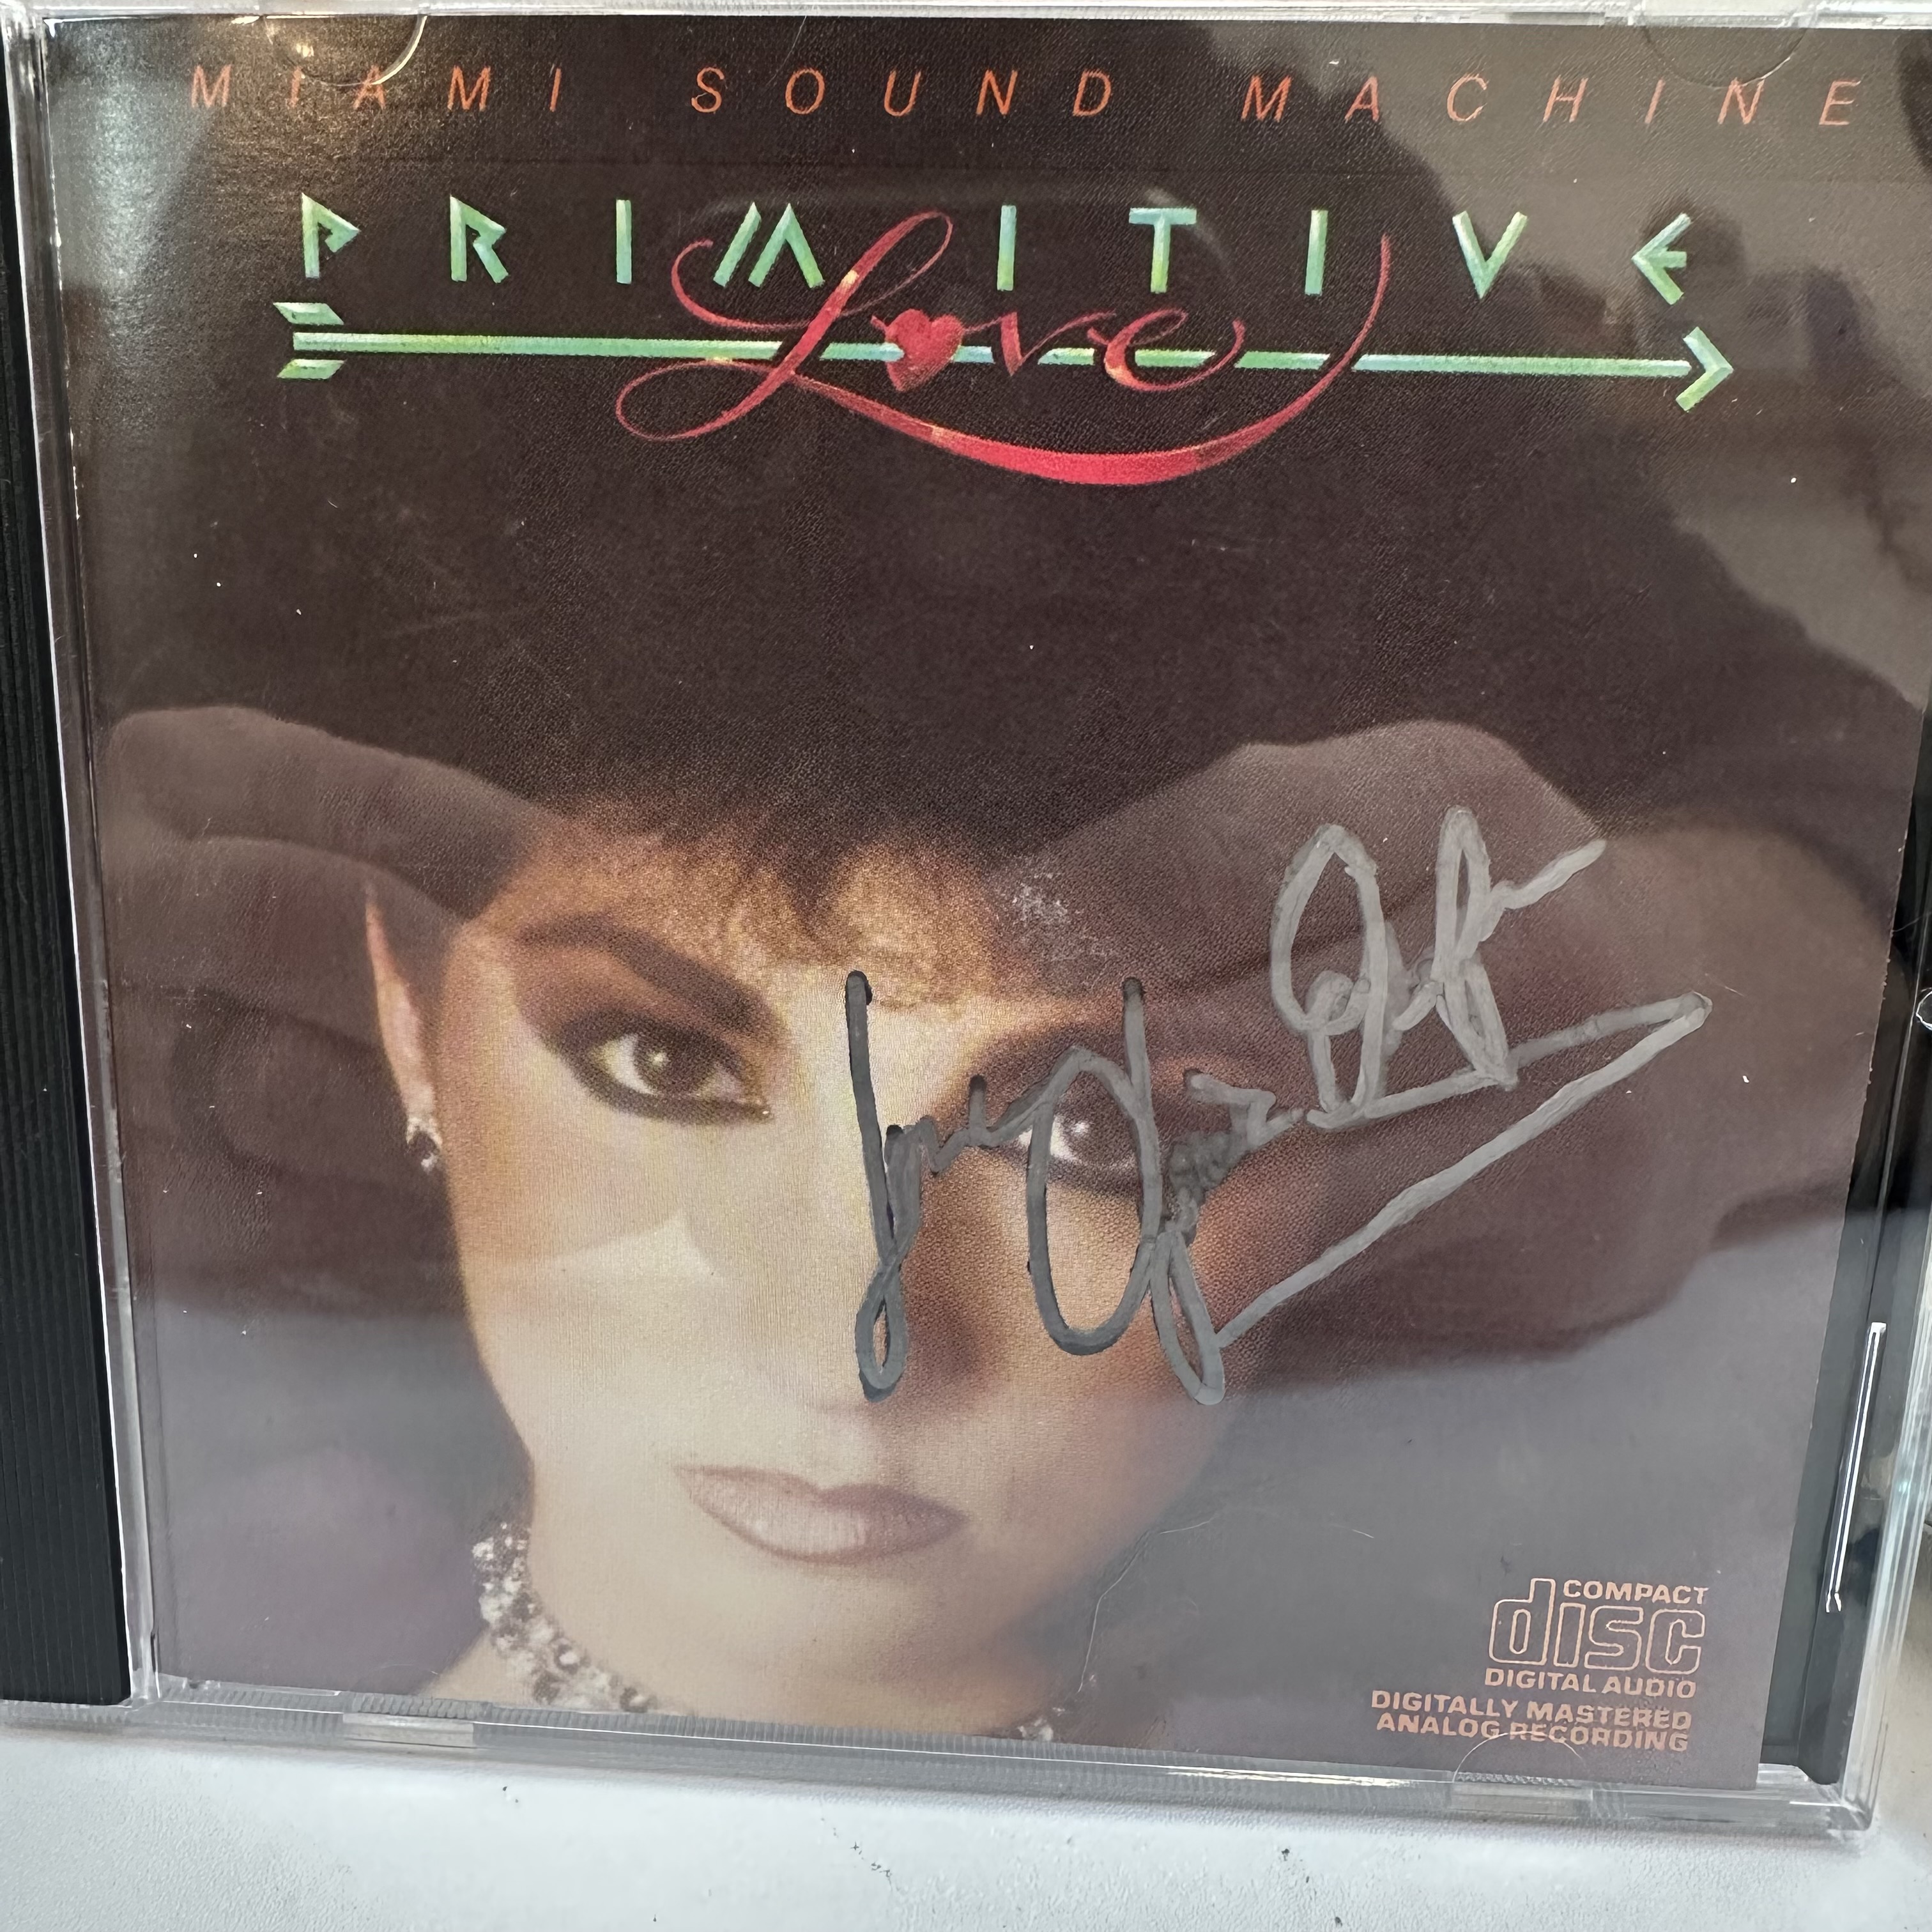 MIAMI SOUND MACHINE
PRIMITIVE
Love
COMPACT
disc
DIGITAL AUDIO
DIGITALLY MASTERED
ANALOG RECORDING